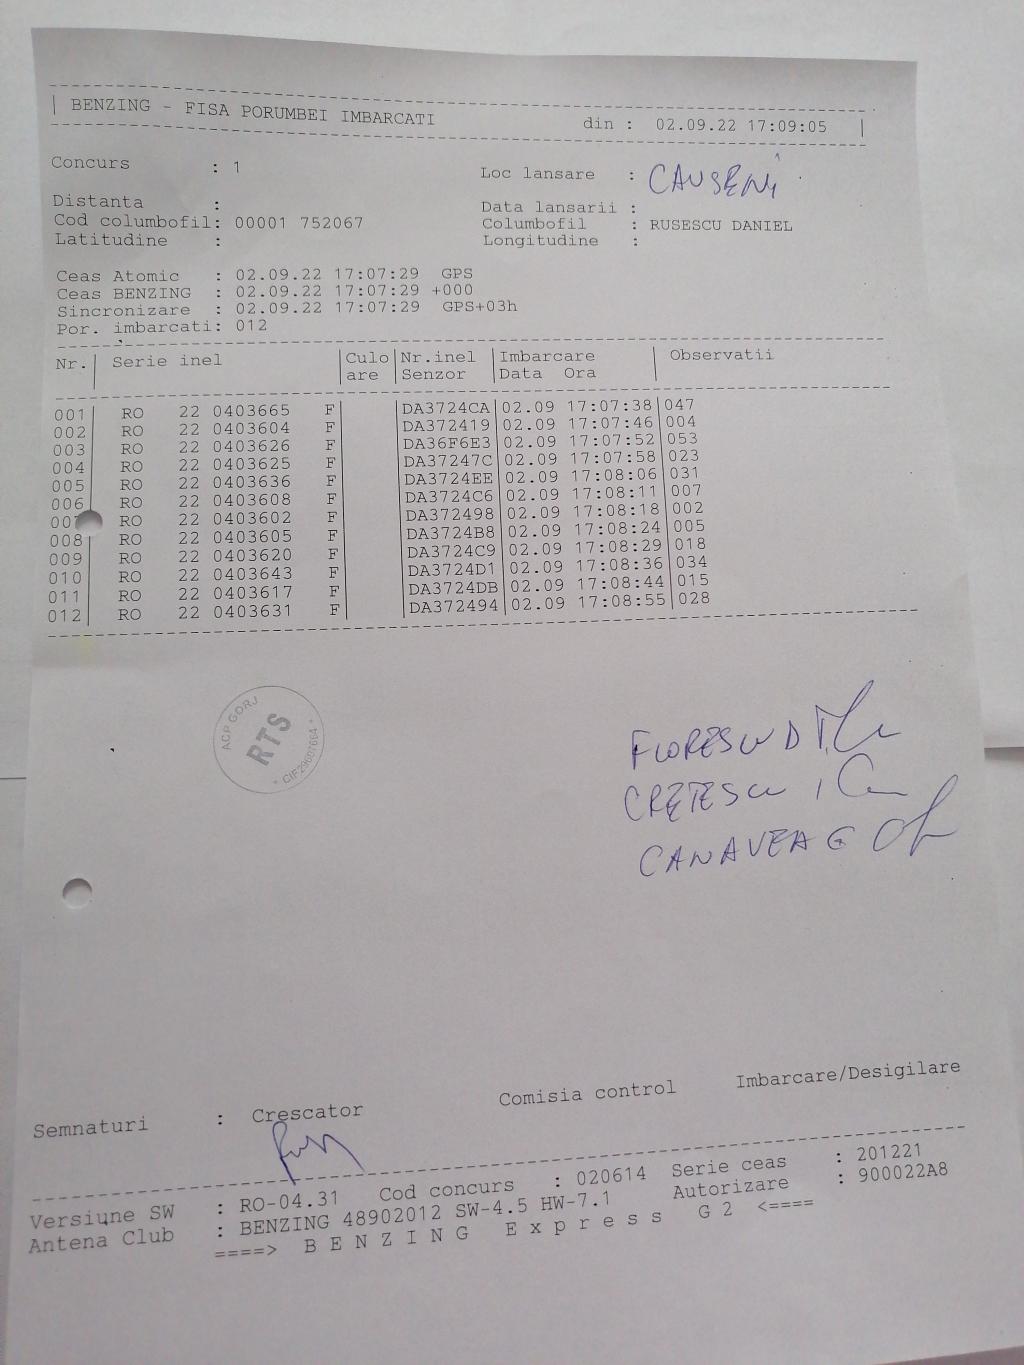 BENZING - FISA PORUMBEI IMBARCATI din : 02.09.22 17:09:05
Concurs : 1 Loc lansare : CAUSENI
Distanta : Data lansarii :
Cod columbofil: 00001 752067 Columbofil : RUSESCU DANIEL
Latitudine : Longitudine :
Ceas Atomic : 02.09.22 17:07:29 GPS
Ceas BENZING : 02.09.22 17:07:29 +000
Sincronizare : 02.09.22 17:07:29 GPS+03h
Por. imbarcati: 012
Nr. Serie inel Culo Nr.inel Imbarcare Observatii
are Senzor Data Ora
001 RO 22 0403665 F DA3724CA 02.09 17:07:38 047
002 RO 22 0403604 F DA372419 02.09 17:07:46 004
003 RO 22 0403626 F DA36F6E3 02.09 17:07:52 053
004 RO 22 0403625 F DA37247C 02.09 17:07:58 023
005 RO 22 0403636 F DA3724EE 02.09 17:08:06 031
006 RO 22 0403608 F DA3724C6 02.09 17:08:11 007
007 RO 22 0403602 F DA372498 02.09 17:08:18 002
008 RO 22 0403605 F DA3724B8 02.09 17:08:24 005
009 RO 22 0403620 F DA3724C9 02.09 17:08:29 018
010 RO 22 0403643 F DA3724D1 02.09 17:08:36 034
011 RO 22 0403617 F DA3724DB 02.09 17:08:44 015
012 RO 22 0403631 F DA372494 02.09 17:08:55 028
ACP GORJ
RTS
* CIF29607664 *
FLORESCU D
CRETESCU I
CANAVEA G
Semnaturi : Crescator Comisia control Imbarcare/Desigilare
Versiune SW : RO-04.31 Cod concurs : 020614 Serie ceas : 201221
Antena Club : BENZING 48902012 SW-4.5 HW-7.1 Autorizare : 900022A8
====> B E N Z I N G E x p r e s s G 2 <====